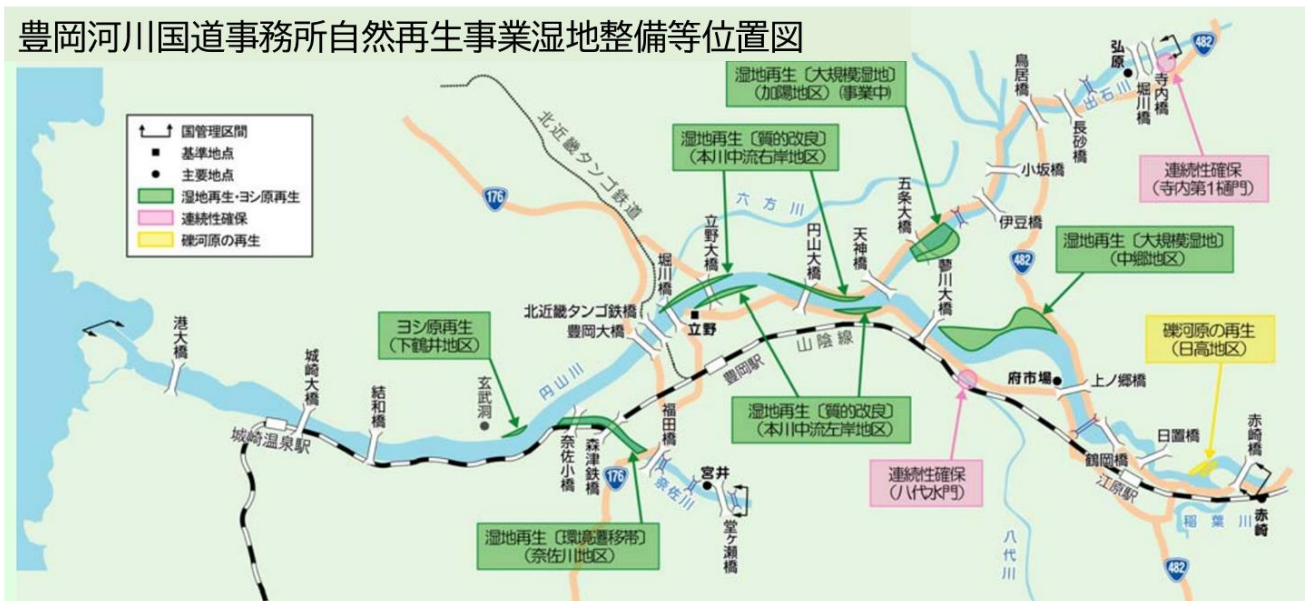 豊岡河川国道事務所自然再生事業湿地整備等位置図
国管理区間
基準地点
主要地点
湿地再生・ヨシ原再生
連続性確保
礫河原の再生
176
北近畿タンゴ鉄道
湿地再生〔質的改良〕
(本川中流右岸地区)
湿地再生〔大規模湿地〕
(加陽地区)(事業中)
六方川
鳥居橋
弘原
出石川
長砂橋
堀川橋
寺内橋
482
連続性確保
(寺内第1樋門)
小坂橋
伊豆橋
五条大橋
482
湿地再生〔大規模湿地〕
(中郷地区)
堀川橋
立野大橋
円山大橋
天神橋
蓼川大橋
北近畿タンゴ鉄橋
豊岡大橋
立野
豊岡駅
山陰線
ヨシ原再生
(下鶴井地区)
玄武洞
円山川
港大橋
城崎大橋
城崎温泉駅
結和橋
奈佐小橋
森津鉄橋
福田橋
176
奈佐川
宮井
堂ヶ瀬橋
湿地再生〔環境遷移帯〕
(奈佐川地区)
湿地再生〔質的改良〕
(本川中流左岸地区)
連続性確保
(八代水門)
八代川
府市場
上ノ郷橋
礫河原の再生
(日高地区)
鶴岡橋
日置橋
赤崎橋
江原駅
稲葉川
赤崎
482